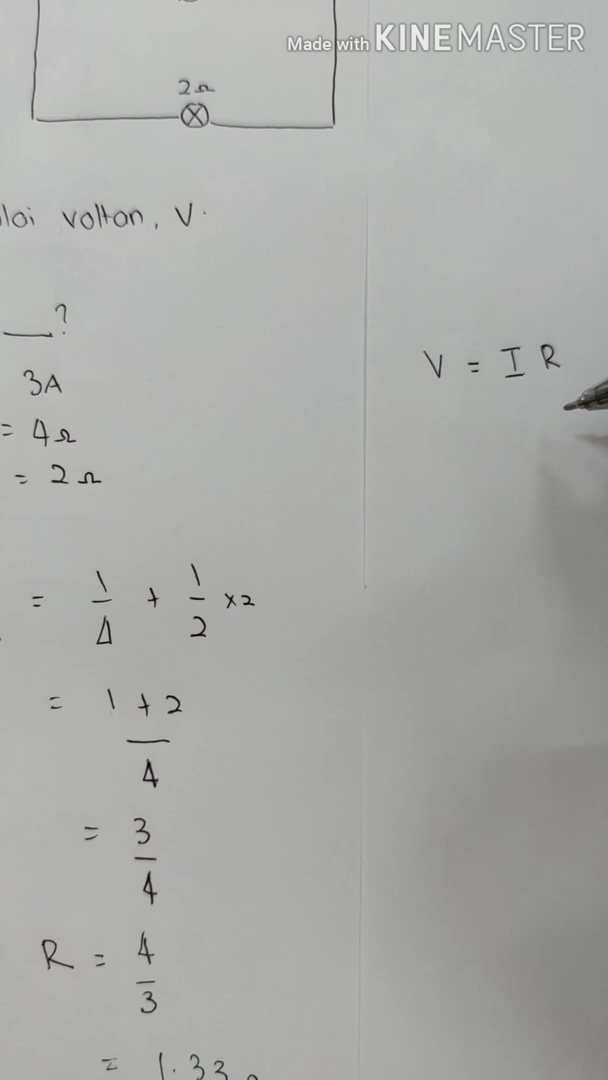 Made with KINEMASTER
2Ω
volton, V.
___?
3A
= 4Ω
= 2Ω
V = I R
= 1/4 + 1/2 ×2
= 1 + 2 / 4
= 3/4
R = 4/3
= 1.33